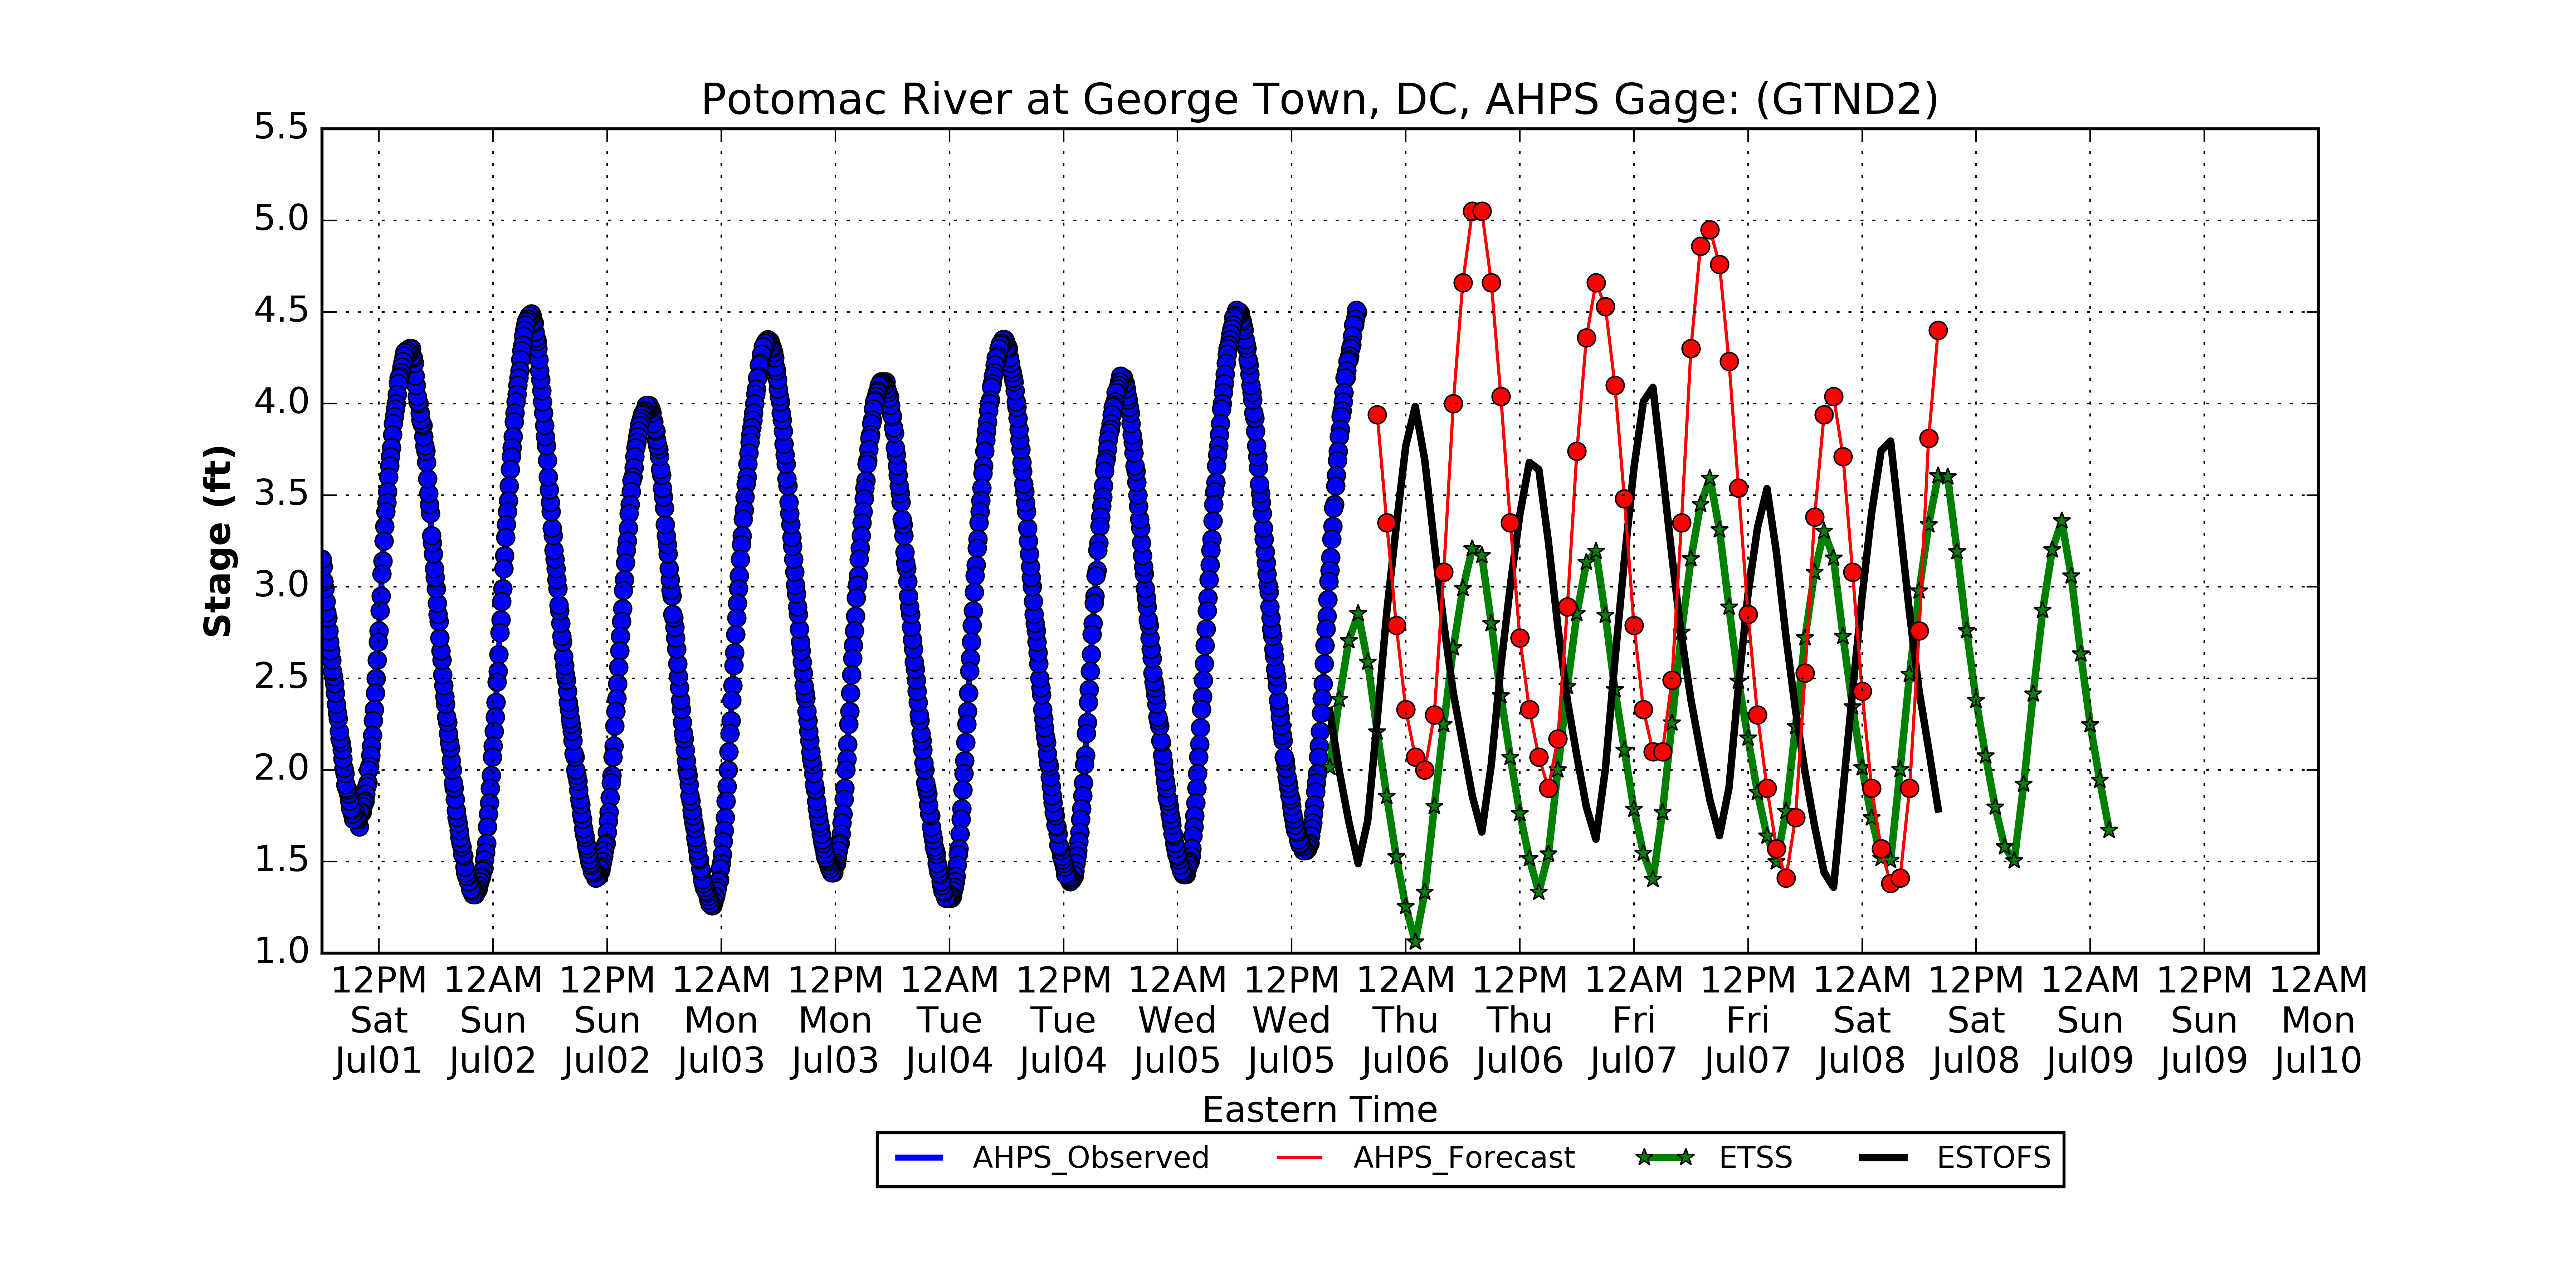 Potomac River at George Town, DC, AHPS Gage: (GTND2)
5.5
5.0
4.5
4.0
3.5
3.0
2.5
2.0
1.5
1.0
Stage (ft)
12PM 12AM 12PM 12AM 12PM 12AM 12PM 12AM 12PM 12AM 12PM 12AM 12PM 12AM 12PM 12AM 12PM 12AM
Sat Sun Sun Mon Mon Tue Tue Wed Wed Thu Thu Fri Fri Sat Sat Sun Sun Mon
Jul01 Jul02 Jul02 Jul03 Jul03 Jul04 Jul04 Jul05 Jul05 Jul06 Jul06 Jul07 Jul07 Jul08 Jul08 Jul09 Jul09 Jul10
Eastern Time
AHPS_Observed AHPS_Forecast ETSS ESTOFS